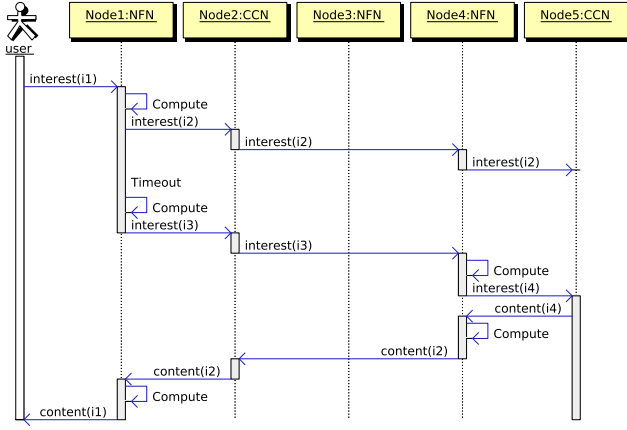 Node1:NFN Node2:CCN Node3:NFN Node4:NFN Node5:CCN
user
interest(i1)
Compute
interest(i2)
interest(i2)
interest(i2)
Timeout
Compute
interest(i3)
interest(i3)
Compute
interest(i4)
content(i4)
Compute
content(i2)
content(i2)
Compute
content(i1)